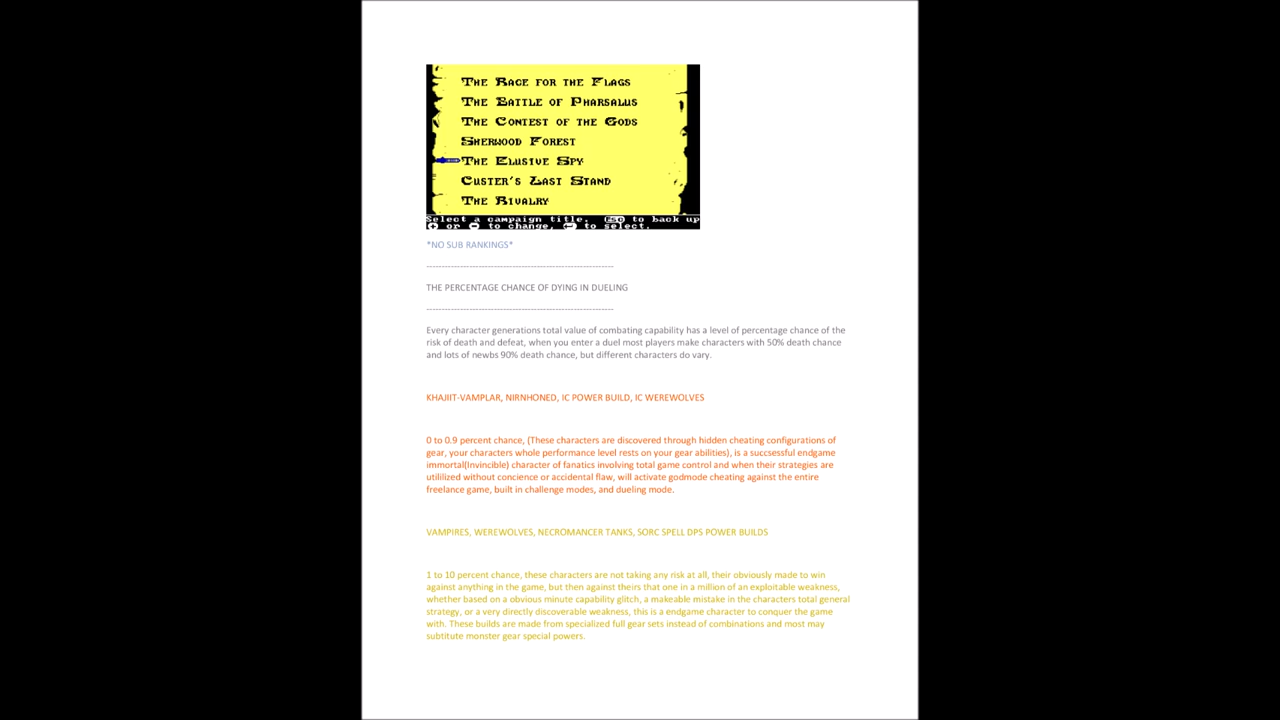 The Race for the Flags
The Battle of Pharsalus
The Contest of the Gods
Sherwood Forest
The Elusive Spy
Custer's Last Stand
The Rivalry
Select a campaign title. Esc to back up
or to change, to select.
*NO SUB RANKINGS*
-------------------------------------------------------------
THE PERCENTAGE CHANCE OF DYING IN DUELING
-------------------------------------------------------------
Every character generations total value of combating capability has a level of percentage chance of the
risk of death and defeat, when you enter a duel most players make characters with 50% death chance
and lots of newbs 90% death chance, but different characters do vary.
KHAJIIT-VAMPLAR, NIRNHONED, IC POWER BUILD, IC WEREWOLVES
0 to 0.9 percent chance, (These characters are discovered through hidden cheating configurations of
gear, your characters whole performance level rests on your gear abilities), is a succsessful endgame
immortal(Invincible) character of fanatics involving total game control and when their strategies are
utililized without concience or accidental flaw, will activate godmode cheating against the entire
freelance game, built in challenge modes, and dueling mode.
VAMPIRES, WEREWOLVES, NECROMANCER TANKS, SORC SPELL DPS POWER BUILDS
1 to 10 percent chance, these characters are not taking any risk at all, their obviously made to win
against anything in the game, but then against theirs that one in a million of an exploitable weakness,
whether based on a obvious minute capability glitch, a makeable mistake in the characters total general
strategy, or a very directly discoverable weakness, this is a endgame character to conquer the game
with. These builds are made from specialized full gear sets instead of combinations and most may
subtitute monster gear special powers.